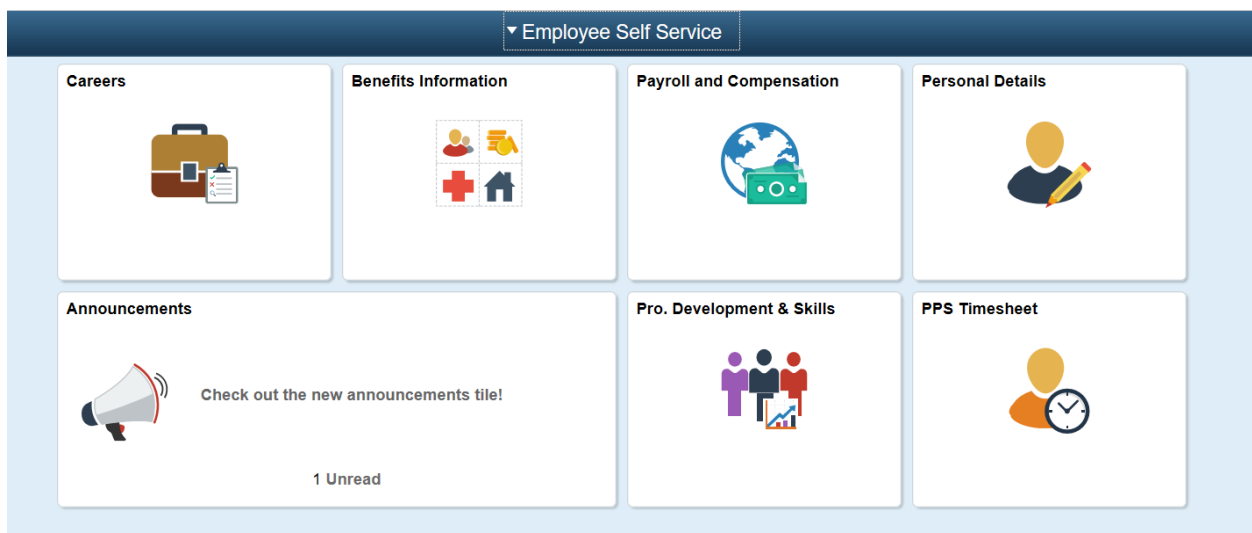 Employee Self Service
Careers
Benefits Information
Payroll and Compensation
Personal Details
Announcements
Check out the new announcements tile!
1 Unread
Pro. Development & Skills
PPS Timesheet